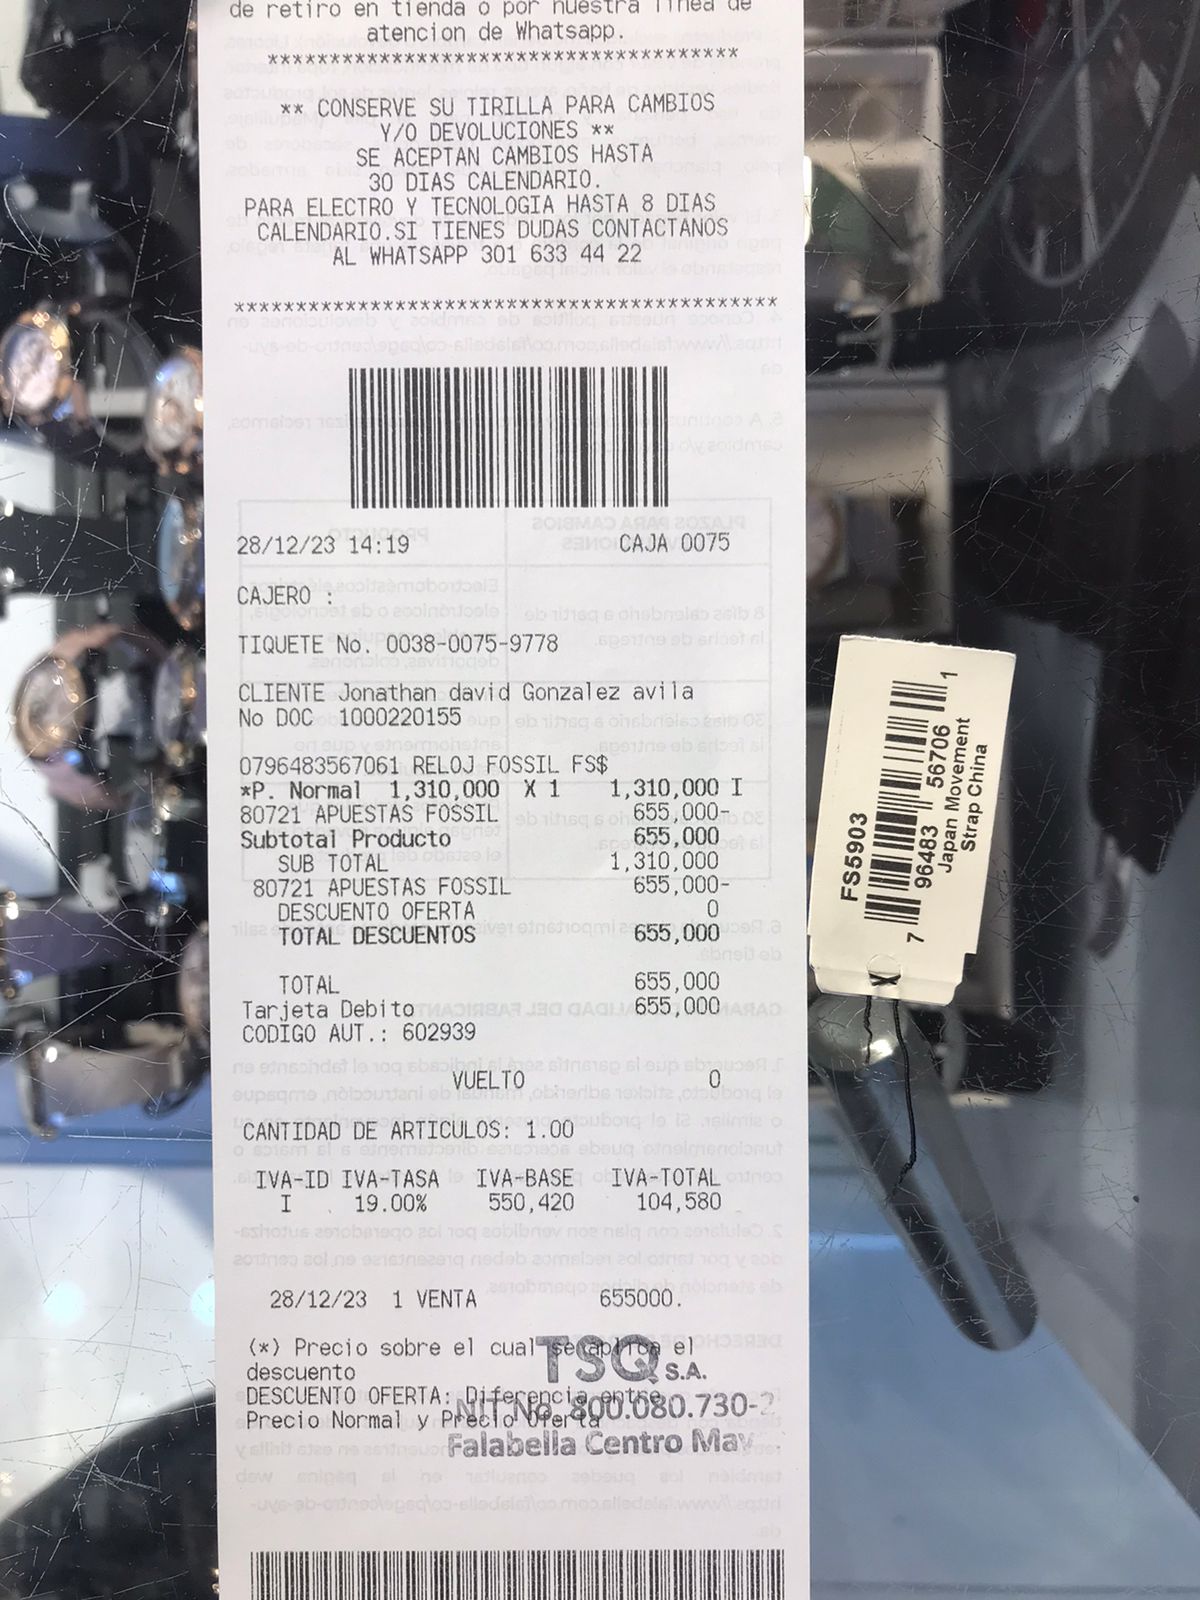 de retiro en tienda o por nuestra línea de
atencion de Whatsapp.
**************************************
** CONSERVE SU TIRILLA PARA CAMBIOS
Y/O DEVOLUCIONES **
SE ACEPTAN CAMBIOS HASTA
30 DIAS CALENDARIO.
PARA ELECTRO Y TECNOLOGIA HASTA 8 DIAS
CALENDARIO.SI TIENES DUDAS CONTACTANOS
AL WHATSAPP 301 633 44 22
********************************************
28/12/23 14:19 CAJA 0075
CAJERO :
TIQUETE No. 0038-0075-9778
CLIENTE Jonathan david Gonzalez avila
No DOC 1000220155
0796483567061 RELOJ FOSSIL FS$
*P. Normal 1,310,000 X 1 1,310,000 I
80721 APUESTAS FOSSIL 655,000-
Subtotal Producto 655,000
SUB TOTAL 1,310,000
80721 APUESTAS FOSSIL 655,000-
DESCUENTO OFERTA 0
TOTAL DESCUENTOS 655,000
TOTAL 655,000
Tarjeta Debito 655,000
CODIGO AUT.: 602939
VUELTO 0
CANTIDAD DE ARTICULOS: 1.00
IVA-ID IVA-TASA IVA-BASE IVA-TOTAL
I 19.00% 550,420 104,580
28/12/23 1 VENTA 655000.
(*) Precio sobre el cual se aplica el
descuento
DESCUENTO OFERTA: Diferencia entre
Precio Normal y Precio Oferta
TSQ S.A.
NIT No. 800.080.730-2
Falabella Centro May
FS5903
7 96483 56706 1
Japan Movement
Strap China